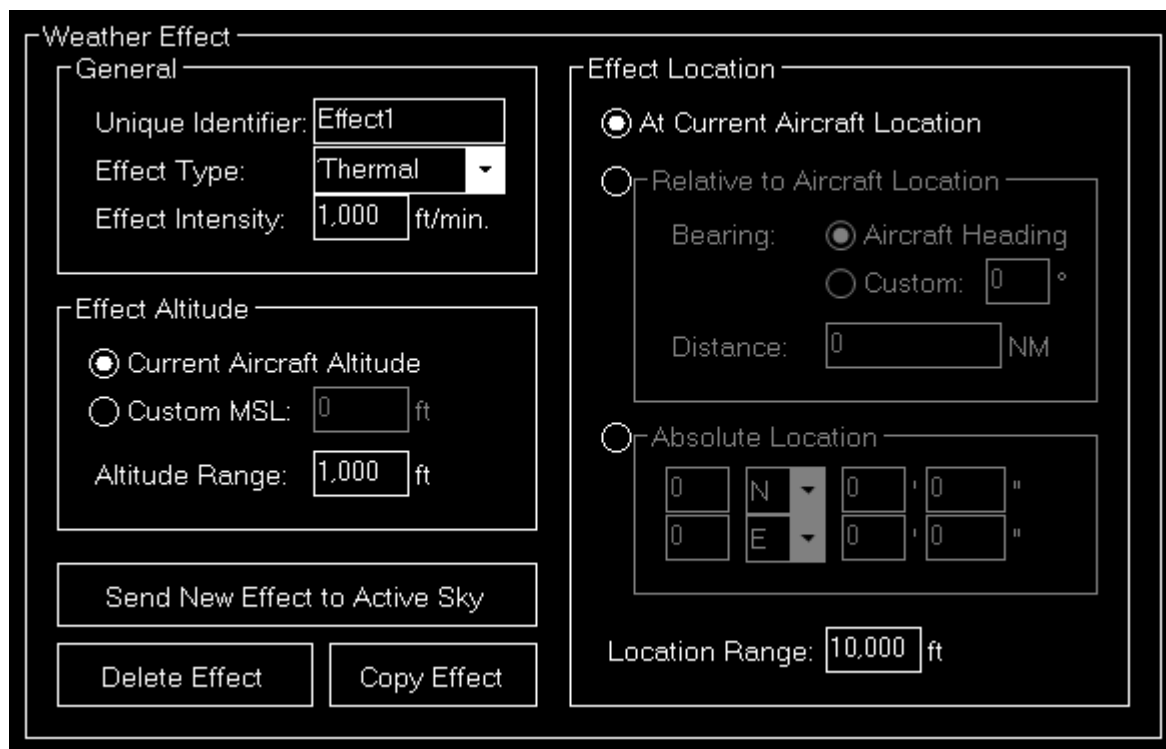 Weather Effect
General
Unique Identifier: Effect1
Effect Type: Thermal
Effect Intensity: 1,000 ft/min.
Effect Altitude
Current Aircraft Altitude
Custom MSL: 0 ft
Altitude Range: 1,000 ft
Send New Effect to Active Sky
Delete Effect Copy Effect
Effect Location
At Current Aircraft Location
Relative to Aircraft Location
Bearing: Aircraft Heading
Custom: 0 °
Distance: 0 NM
Absolute Location
0 N 0 ' 0 "
0 E 0 ' 0 "
Location Range: 10,000 ft